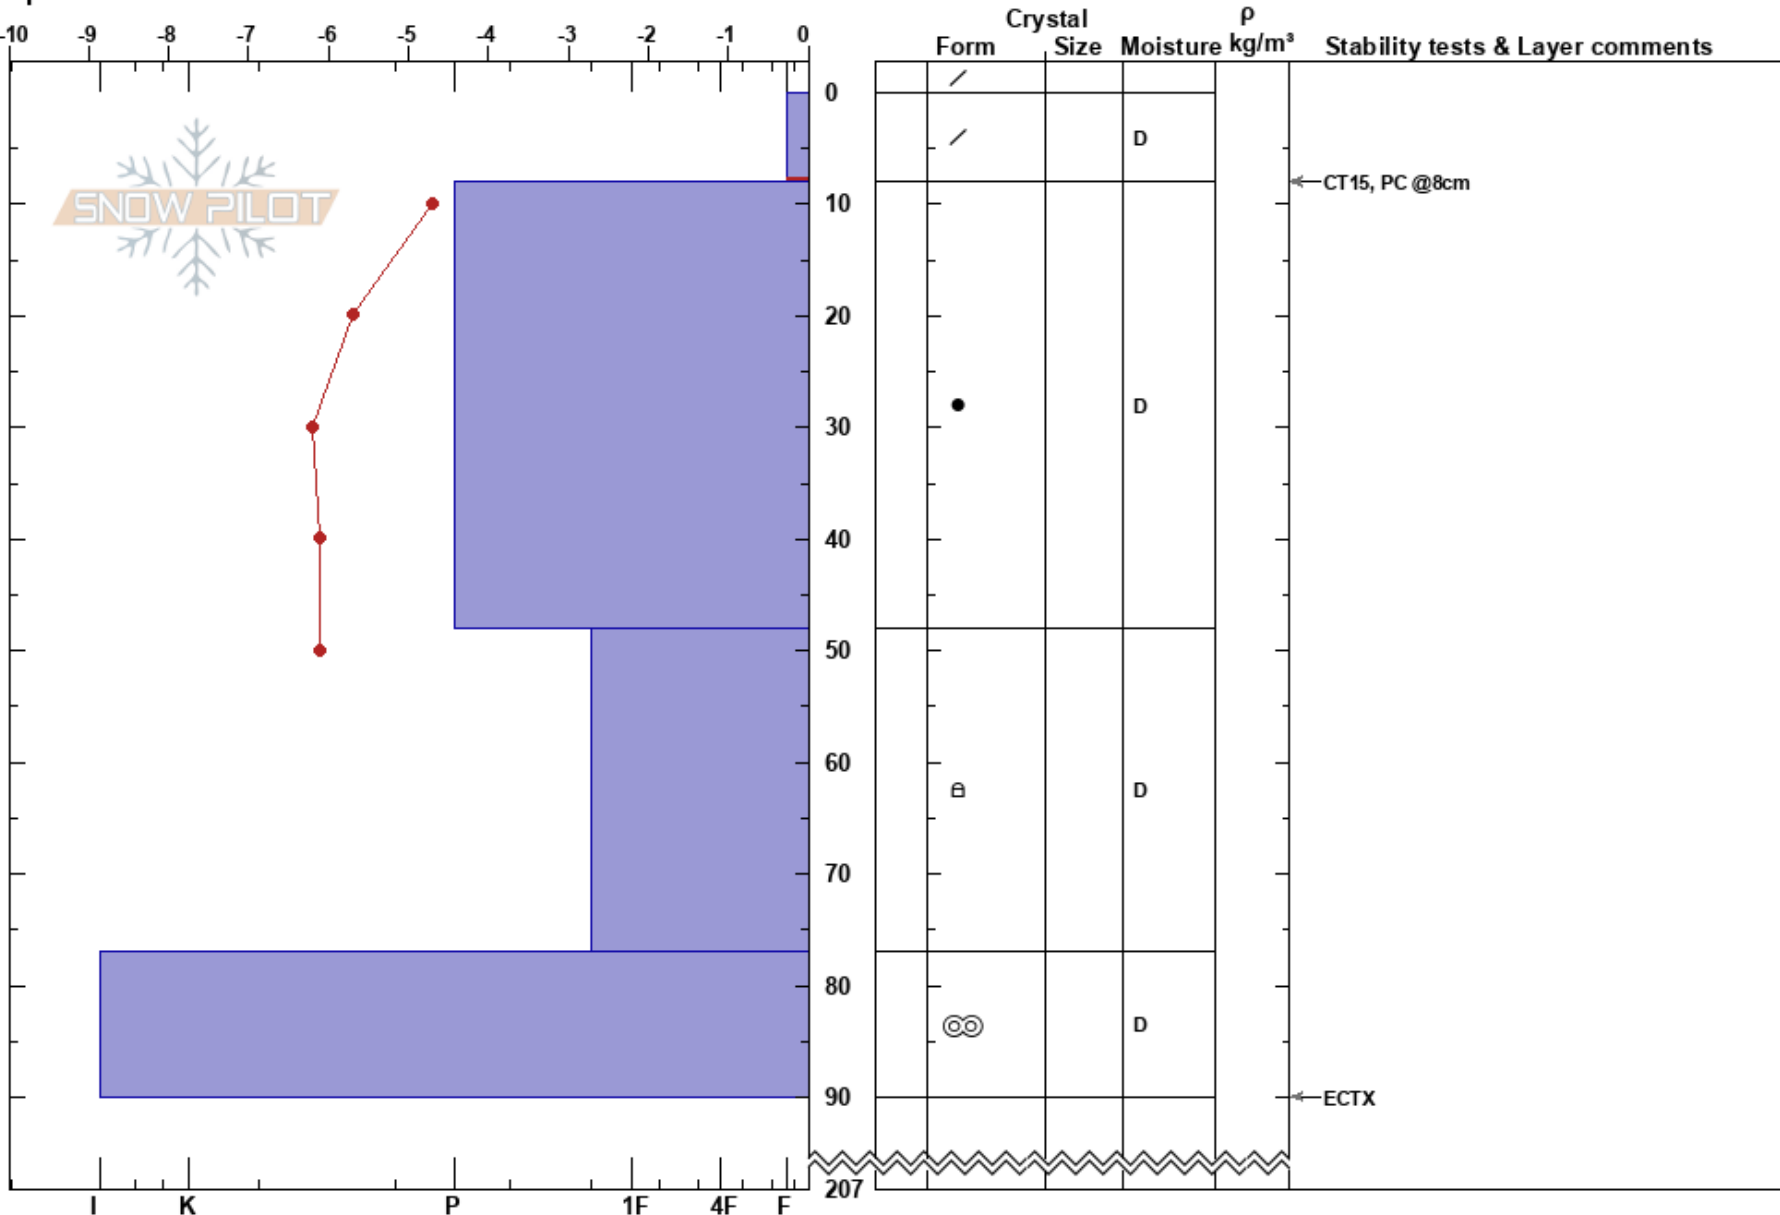 Crystal ρ
-10 -9 -8 -7 -6 -5 -4 -3 -2 -1 0
Form Size Moisture kg/m³ Stability tests & Layer comments
0
D
CT15, PC @8cm
10
SNOW PILOT
20
30
D
40
50
60
D
70
80
D
90
ECTX
207
I K P 1F 4F F